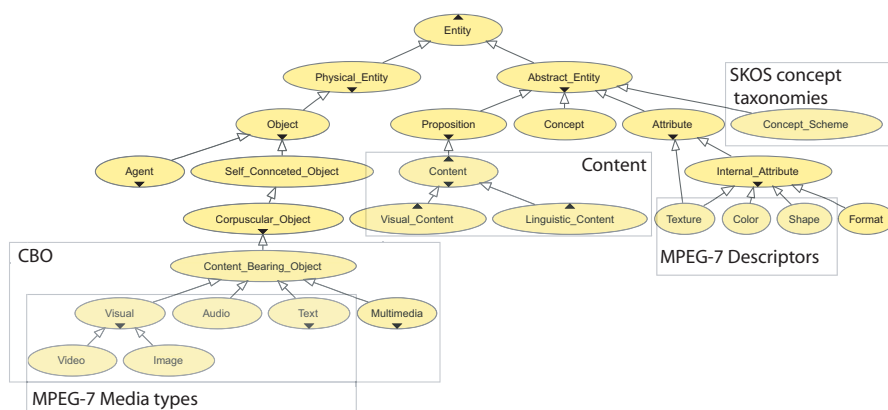 Entity
Physical_Entity
Abstract_Entity
SKOS concept
taxonomies
Object
Proposition
Concept
Attribute
Concept_Scheme
Agent
Self_Connceted_Object
Content
Content
Internal_Attribute
Corpuscular_Object
Visual_Content
Linguistic_Content
Texture
Color
Shape
Format
CBO
Content_Bearing_Object
MPEG-7 Descriptors
Visual
Audio
Text
Multimedia
Video
Image
MPEG-7 Media types